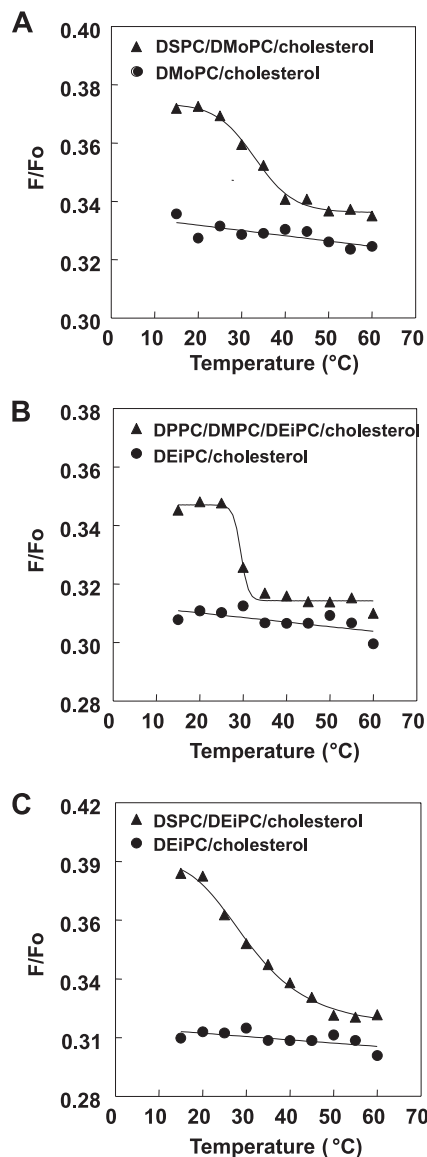 A
0.40
0.38
0.36
0.34
0.32
0.30
F/Fo
▲ DSPC/DMoPC/cholesterol
● DMoPC/cholesterol
0 10 20 30 40 50 60 70
Temperature (°C)
B
0.38
0.36
0.34
0.32
0.30
0.28
F/Fo
▲ DPPC/DMPC/DEiPC/cholesterol
● DEiPC/cholesterol
0 10 20 30 40 50 60 70
Temperature (°C)
C
0.42
0.39
0.36
0.34
0.31
0.28
F/Fo
▲ DSPC/DEiPC/cholesterol
● DEiPC/cholesterol
0 10 20 30 40 50 60 70
Temperature (°C)